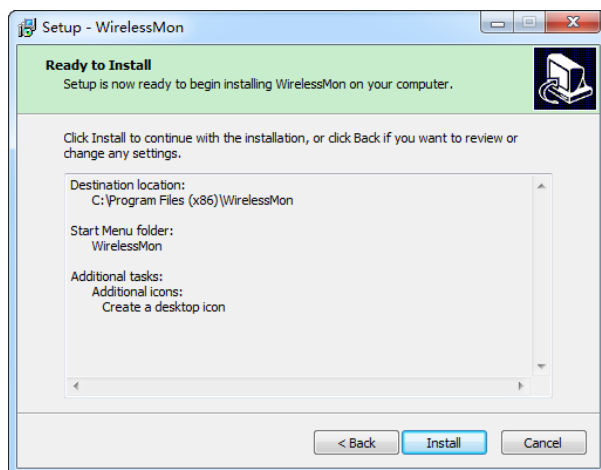 Setup - WirelessMon
Ready to Install
Setup is now ready to begin installing WirelessMon on your computer.
Click Install to continue with the installation, or click Back if you want to review or
change any settings.
Destination location:
C:\Program Files (x86)\WirelessMon
Start Menu folder:
WirelessMon
Additional tasks:
Additional icons:
Create a desktop icon
< Back
Install
Cancel